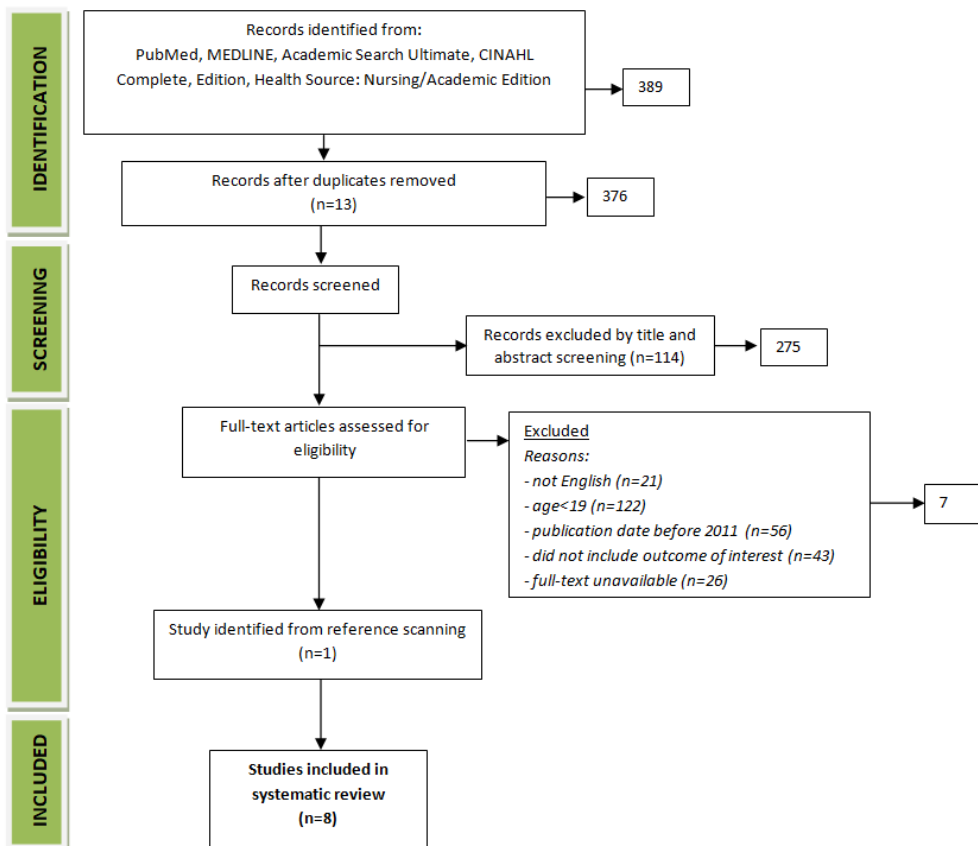 IDENTIFICATION
Records identified from:
PubMed, MEDLINE, Academic Search Ultimate, CINAHL
Complete, Edition, Health Source: Nursing/Academic Edition
389
Records after duplicates removed
(n=13)
376
SCREENING
Records screened
Records excluded by title and
abstract screening (n=114)
275
ELIGIBILITY
Full-text articles assessed for
eligibility
Excluded
Reasons:
- not English (n=21)
- age<19 (n=122)
- publication date before 2011 (n=56)
- did not include outcome of interest (n=43)
- full-text unavailable (n=26)
7
Study identified from reference scanning
(n=1)
INCLUDED
Studies included in
systematic review
(n=8)